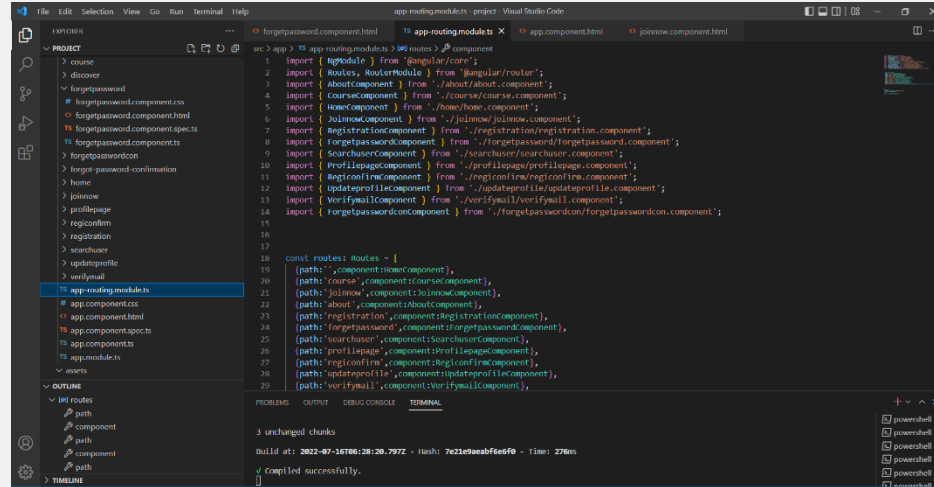 File Edit Selection View Go Run Terminal Help
app-routing.module.ts - project - Visual Studio Code
EXPLORER
PROJECT
course
discover
forgetpassword
# forgetpassword.component.css
<> forgetpassword.component.html
TS forgetpassword.component.spec.ts
TS forgetpassword.component.ts
forgetpasswordcon
forgot-password-confirmation
home
joinnow
profilepage
regiconfirm
registration
searchuser
updateprofile
verifymail
TS app-routing.module.ts
# app.component.css
<> app.component.html
TS app.component.spec.ts
TS app.component.ts
TS app.module.ts
assets
OUTLINE
routes
path
component
path
component
path
TIMELINE
<> forgetpassword.component.html TS app-routing.module.ts X <> app.component.html <> joinnow.component.html
src > app > TS app-routing.module.ts > routes > component
1 import { NgModule } from '@angular/core';
2 import { Routes, RouterModule } from '@angular/router';
3 import { AboutComponent } from './about/about.component';
4 import { CourseComponent } from './course/course.component';
5 import { HomeComponent } from './home/home.component';
6 import { JoinnowComponent } from './joinnow/joinnow.component';
7 import { RegistrationComponent } from './registration/registration.component';
8 import { ForgetpasswordComponent } from './forgetpassword/forgetpassword.component';
9 import { SearchuserComponent } from './searchuser/searchuser.component';
10 import { ProfilepageComponent } from './profilepage/profilepage.component';
11 import { RegiconfirmComponent } from './regiconfirm/regiconfirm.component';
12 import { UpdateprofileComponent } from './updateprofile/updateprofile.component';
13 import { VerifymailComponent } from './verifymail/verifymail.component';
14 import { ForgetpasswordconComponent } from './forgetpasswordcon/forgetpasswordcon.component';
15
16
17
18 const routes: Routes = [
19 {path:'',component:HomeComponent},
20 {path:'course',component:CourseComponent},
21 {path:'joinnow',component:JoinnowComponent},
22 {path:'about',component:AboutComponent},
23 {path:'registration',component:RegistrationComponent},
24 {path:'forgetpassword',component:ForgetpasswordComponent},
25 {path:'searchuser',component:SearchuserComponent},
26 {path:'profilepage',component:ProfilepageComponent},
27 {path:'regiconfirm',component:RegiconfirmComponent},
28 {path:'updateprofile',component:UpdateprofileComponent},
29 {path:'verifymail',component:VerifymailComponent},
PROBLEMS OUTPUT DEBUG CONSOLE TERMINAL
3 unchanged chunks
Build at: 2022-07-16T06:28:20.797Z - Hash: 7e21e9aeabf6e6f0 - Time: 276ms
√ Compiled successfully.
powershell
powershell
powershell
powershell
powershell
powershell